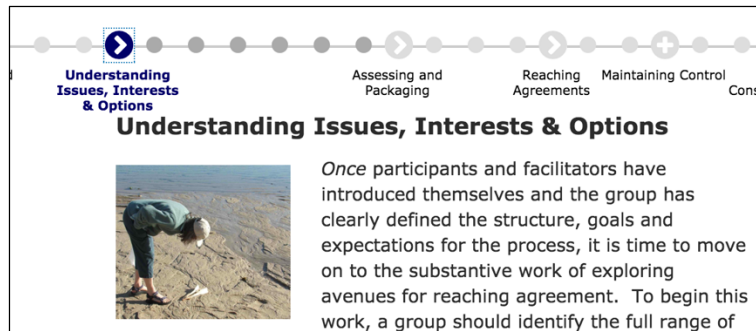 Understanding
Issues, Interests
& Options
Assessing and
Packaging
Reaching
Agreements
Maintaining Control
Cons
Understanding Issues, Interests & Options
Once participants and facilitators have
introduced themselves and the group has
clearly defined the structure, goals and
expectations for the process, it is time to move
on to the substantive work of exploring
avenues for reaching agreement.  To begin this
work, a group should identify the full range of